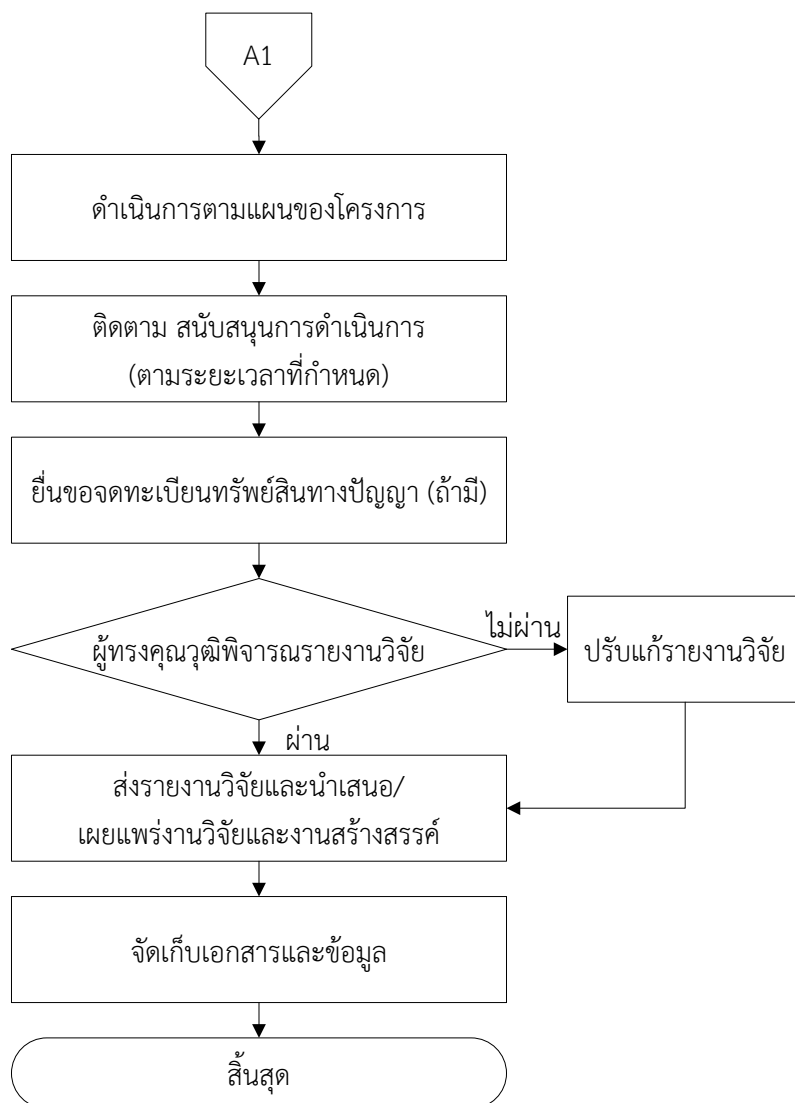 A1
ดำเนินการตามแผนของโครงการ
ติดตาม สนับสนุนการดำเนินการ
(ตามระยะเวลาที่กำหนด)
ยื่นขอจดทะเบียนทรัพย์สินทางปัญญา (ถ้ามี)
ผู้ทรงคุณวุฒิพิจารณรายงานวิจัย
ไม่ผ่าน
ปรับแก้รายงานวิจัย
ผ่าน
ส่งรายงานวิจัยและนำเสนอ/
เผยแพร่งานวิจัยและงานสร้างสรรค์
จัดเก็บเอกสารและข้อมูล
สิ้นสุด